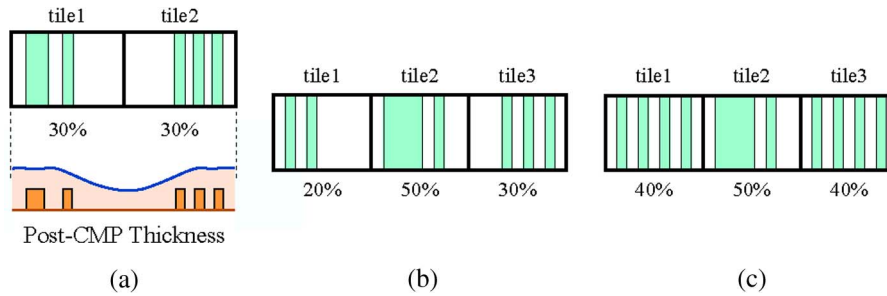 tile1 tile2
30% 30%
Post-CMP Thickness
(a)
tile1 tile2 tile3
20% 50% 30%
(b)
tile1 tile2 tile3
40% 50% 40%
(c)